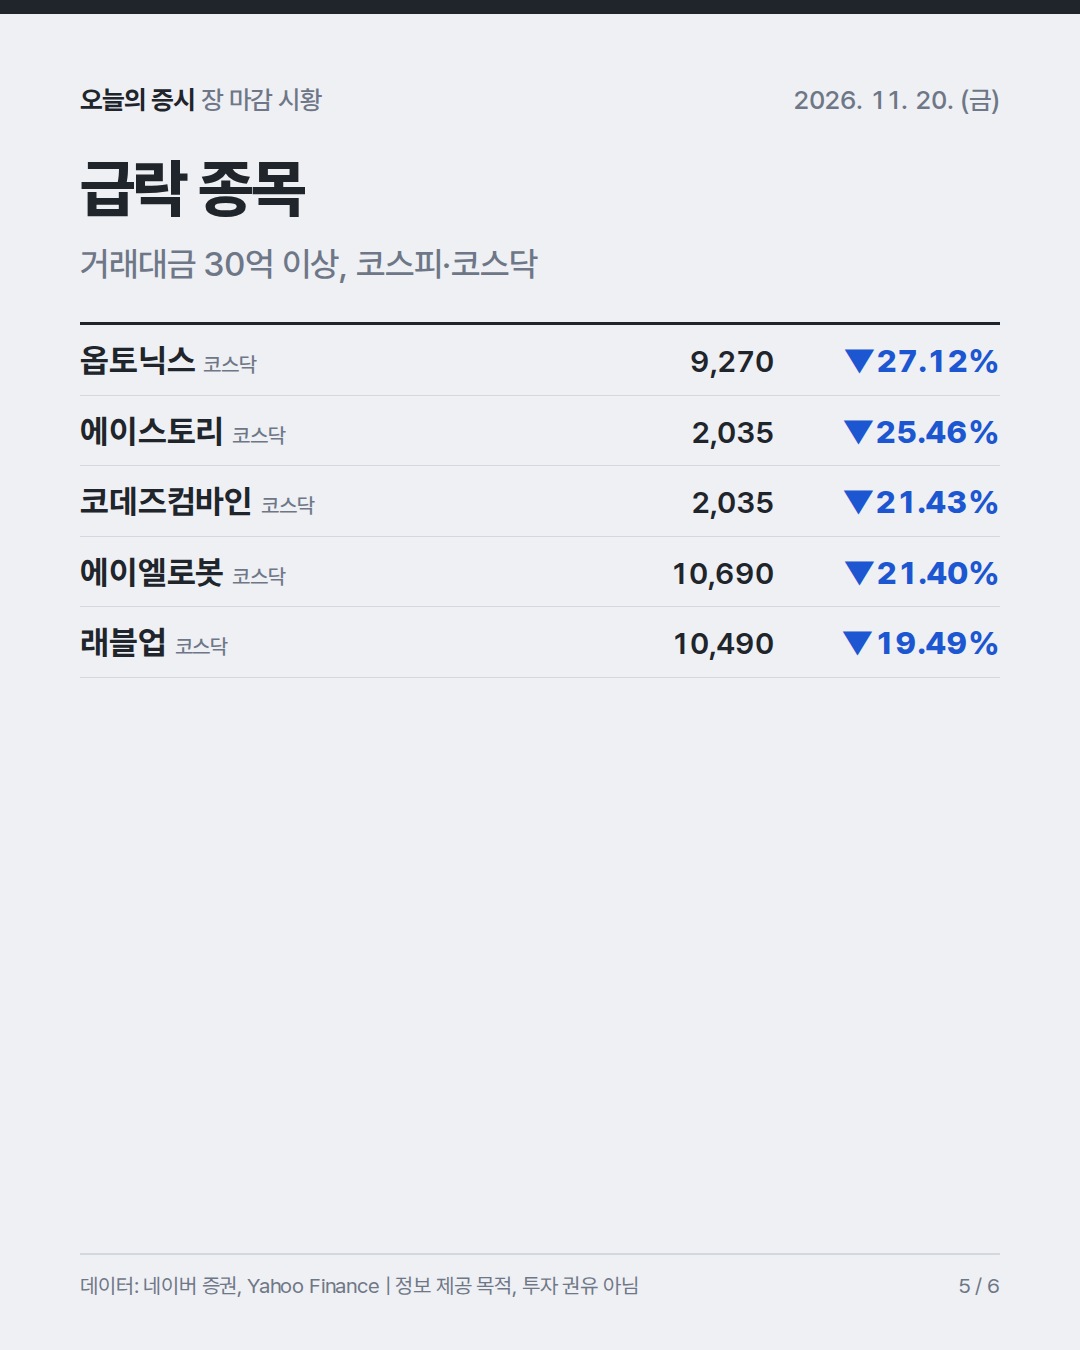 오늘의 증시 장 마감 시황 2026. 11. 20. (금)
급락 종목
거래대금 30억 이상, 코스피·코스닥
옵토닉스 코스닥 9,270 ▼27.12%
에이스토리 코스닥 2,035 ▼25.46%
코데즈컴바인 코스닥 2,035 ▼21.43%
에이엘로봇 코스닥 10,690 ▼21.40%
래블업 코스닥 10,490 ▼19.49%
데이터: 네이버 증권, Yahoo Finance | 정보 제공 목적, 투자 권유 아님 5 / 6